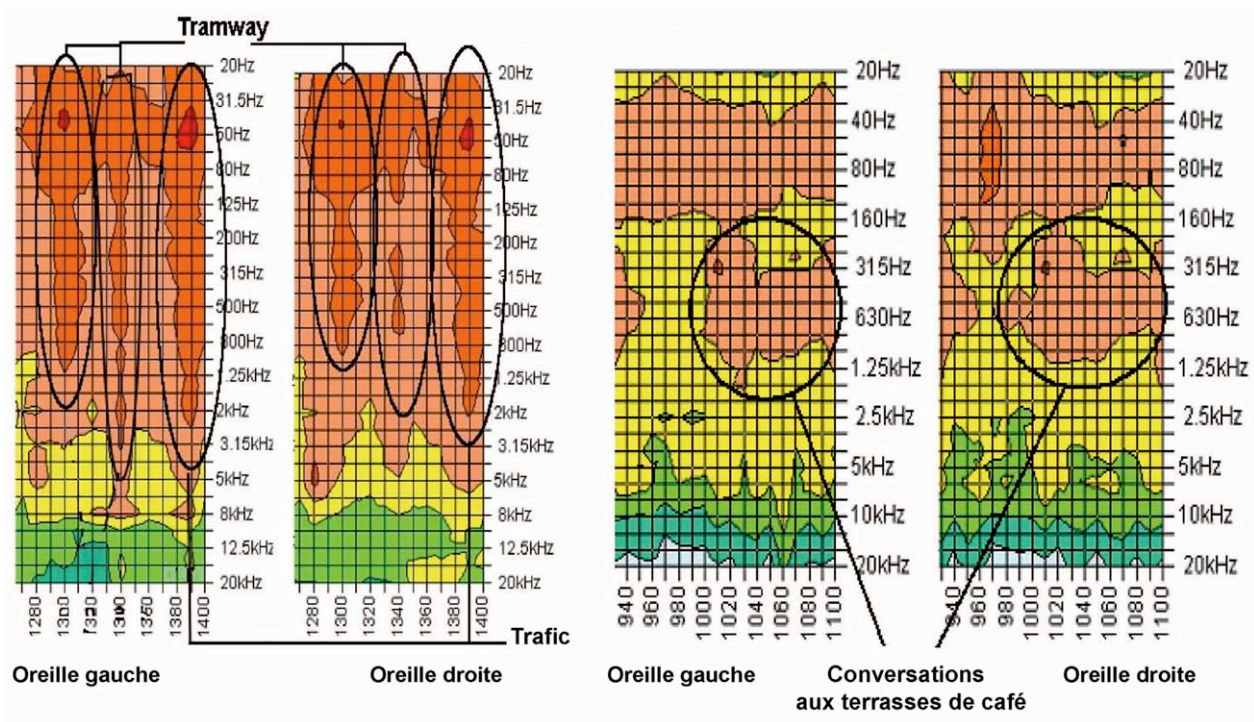 Tramway
20Hz
31.5Hz
50Hz
80Hz
125Hz
200Hz
315Hz
500Hz
800Hz
1.25kHz
2kHz
3.15kHz
5kHz
8kHz
12.5kHz
20kHz
1280
1300
1360
1380
1400
20Hz
31.5Hz
50Hz
80Hz
125Hz
200Hz
315Hz
500Hz
800Hz
1.25kHz
2kHz
3.15kHz
5kHz
8kHz
12.5kHz
20kHz
1280
1300
1320
1340
1360
1380
1400
20Hz
40Hz
80Hz
160Hz
315Hz
630Hz
1.25kHz
2.5kHz
5kHz
10kHz
20kHz
940
960
980
1000
1020
1040
1060
1080
1100
20Hz
40Hz
80Hz
160Hz
315Hz
630Hz
1.25kHz
2.5kHz
5kHz
10kHz
20kHz
940
960
980
1000
1020
1040
1060
1080
1100
Trafic
Oreille gauche
Oreille droite
Oreille gauche
Conversations
aux terrasses de café
Oreille droite